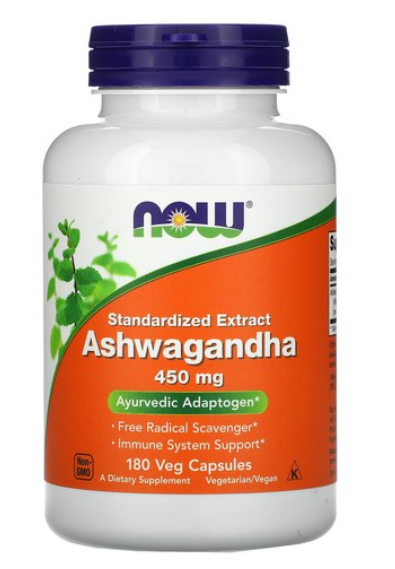 NOW®
Standardized Extract
Ashwagandha
450 mg
Ayurvedic Adaptogen*
· Free Radical Scavenger*
· Immune System Support*
180 Veg Capsules
Non-
GMO
A Dietary Supplement Vegetarian/Vegan
K